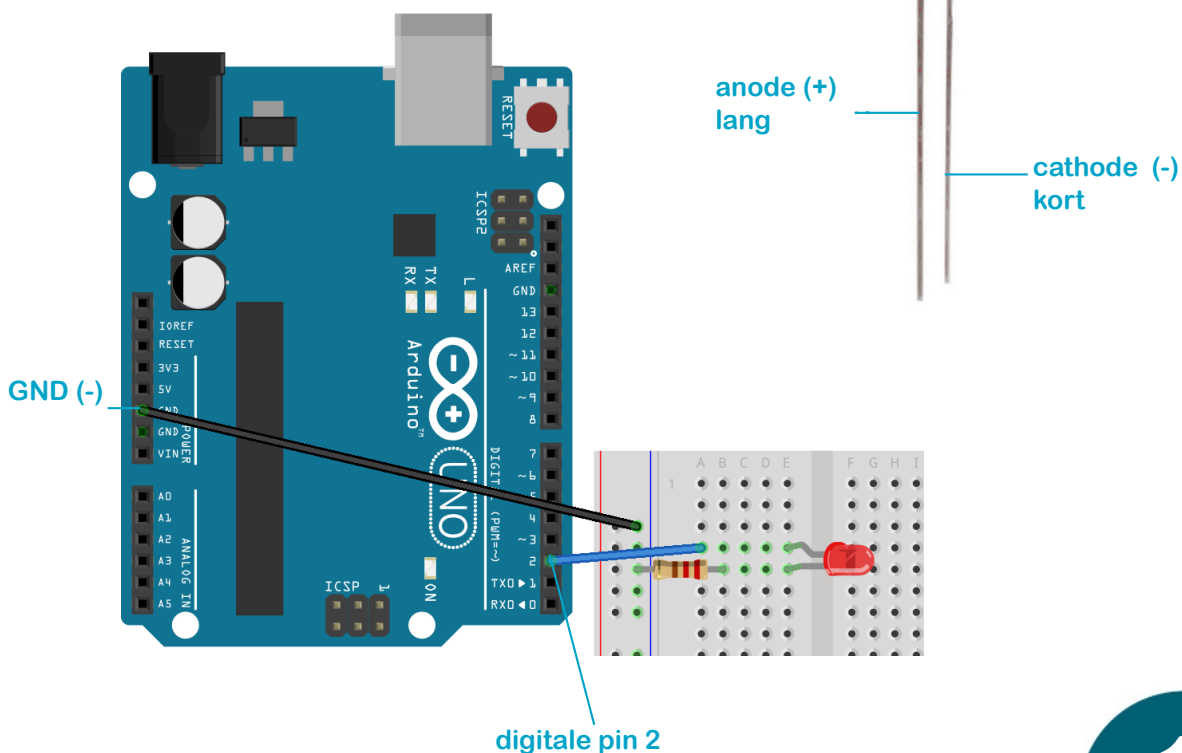 anode (+)
lang
cathode (-)
kort
GND (-)
digitale pin 2
RESET
ICSP2
AREF
GND
13
12
~11
~10
~9
8
7
~6
5
4
~3
2
TX0▶1
RX0◀0
DIGIT
(PWM=~)
RX
TX
L
Arduino™
UNO
ON
ICSP
1
IOREF
RESET
3V3
5V
GND
GND
VIN
POWER
A0
A1
A2
A3
A4
A5
ANALOG IN
A B C D E F G H I
1